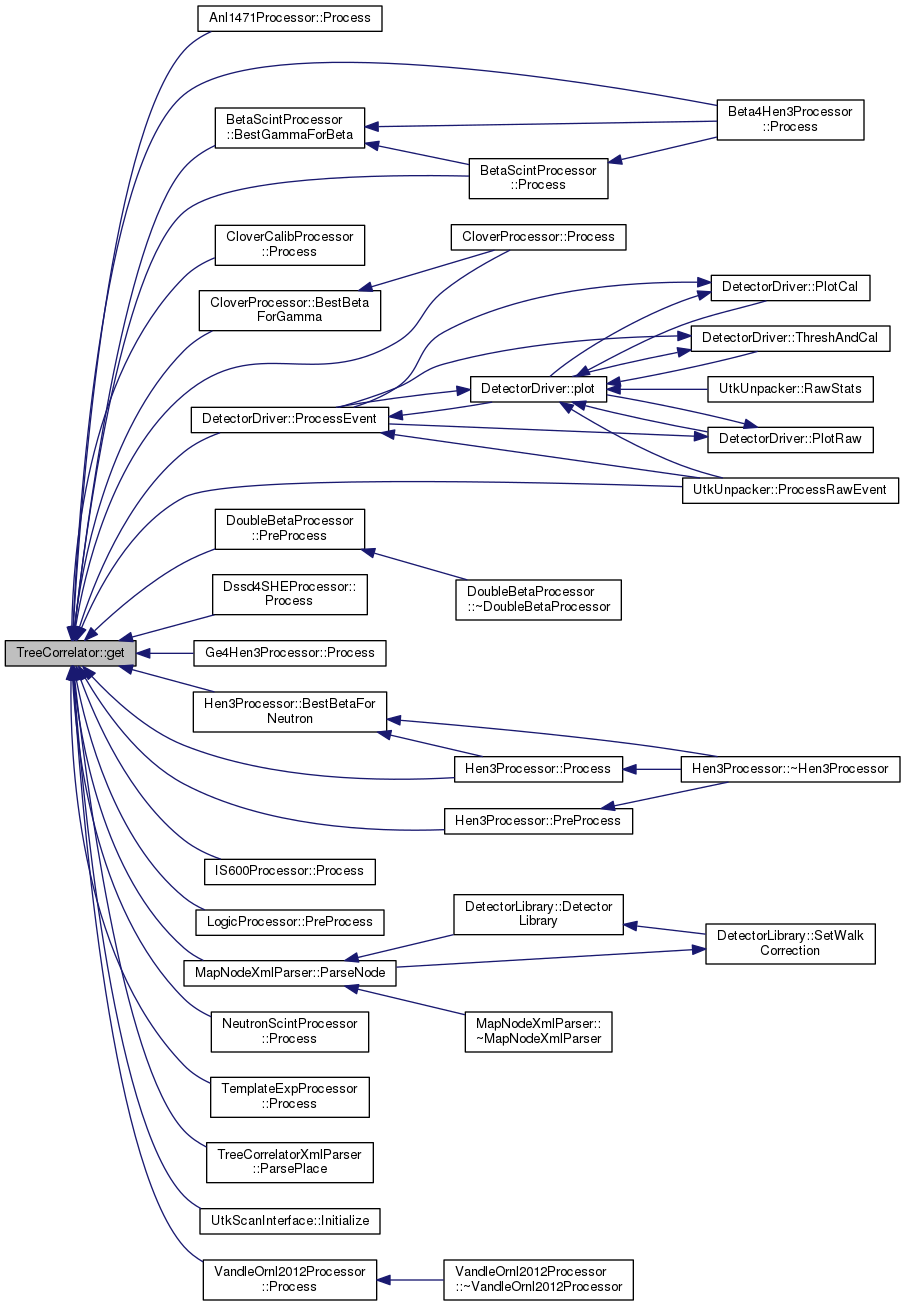 Anl1471Processor::Process
Beta4Hen3Processor
::Process
BetaScintProcessor
::BestGammaForBeta
BetaScintProcessor
::Process
CloverCalibProcessor
::Process
CloverProcessor::Process
CloverProcessor::BestBeta
ForGamma
DetectorDriver::PlotCal
DetectorDriver::ThreshAndCal
DetectorDriver::plot
UtkUnpacker::RawStats
DetectorDriver::ProcessEvent
DetectorDriver::PlotRaw
UtkUnpacker::ProcessRawEvent
DoubleBetaProcessor
::PreProcess
DoubleBetaProcessor
::~DoubleBetaProcessor
Dssd4SHEProcessor::
Process
TreeCorrelator::get
Ge4Hen3Processor::Process
Hen3Processor::BestBetaFor
Neutron
Hen3Processor::Process
Hen3Processor::~Hen3Processor
Hen3Processor::PreProcess
IS600Processor::Process
LogicProcessor::PreProcess
DetectorLibrary::Detector
Library
DetectorLibrary::SetWalk
Correction
MapNodeXmlParser::ParseNode
NeutronScintProcessor
::Process
MapNodeXmlParser::
~MapNodeXmlParser
TemplateExpProcessor
::Process
TreeCorrelatorXmlParser
::ParsePlace
UtkScanInterface::Initialize
VandleOrnl2012Processor
::Process
VandleOrnl2012Processor
::~VandleOrnl2012Processor